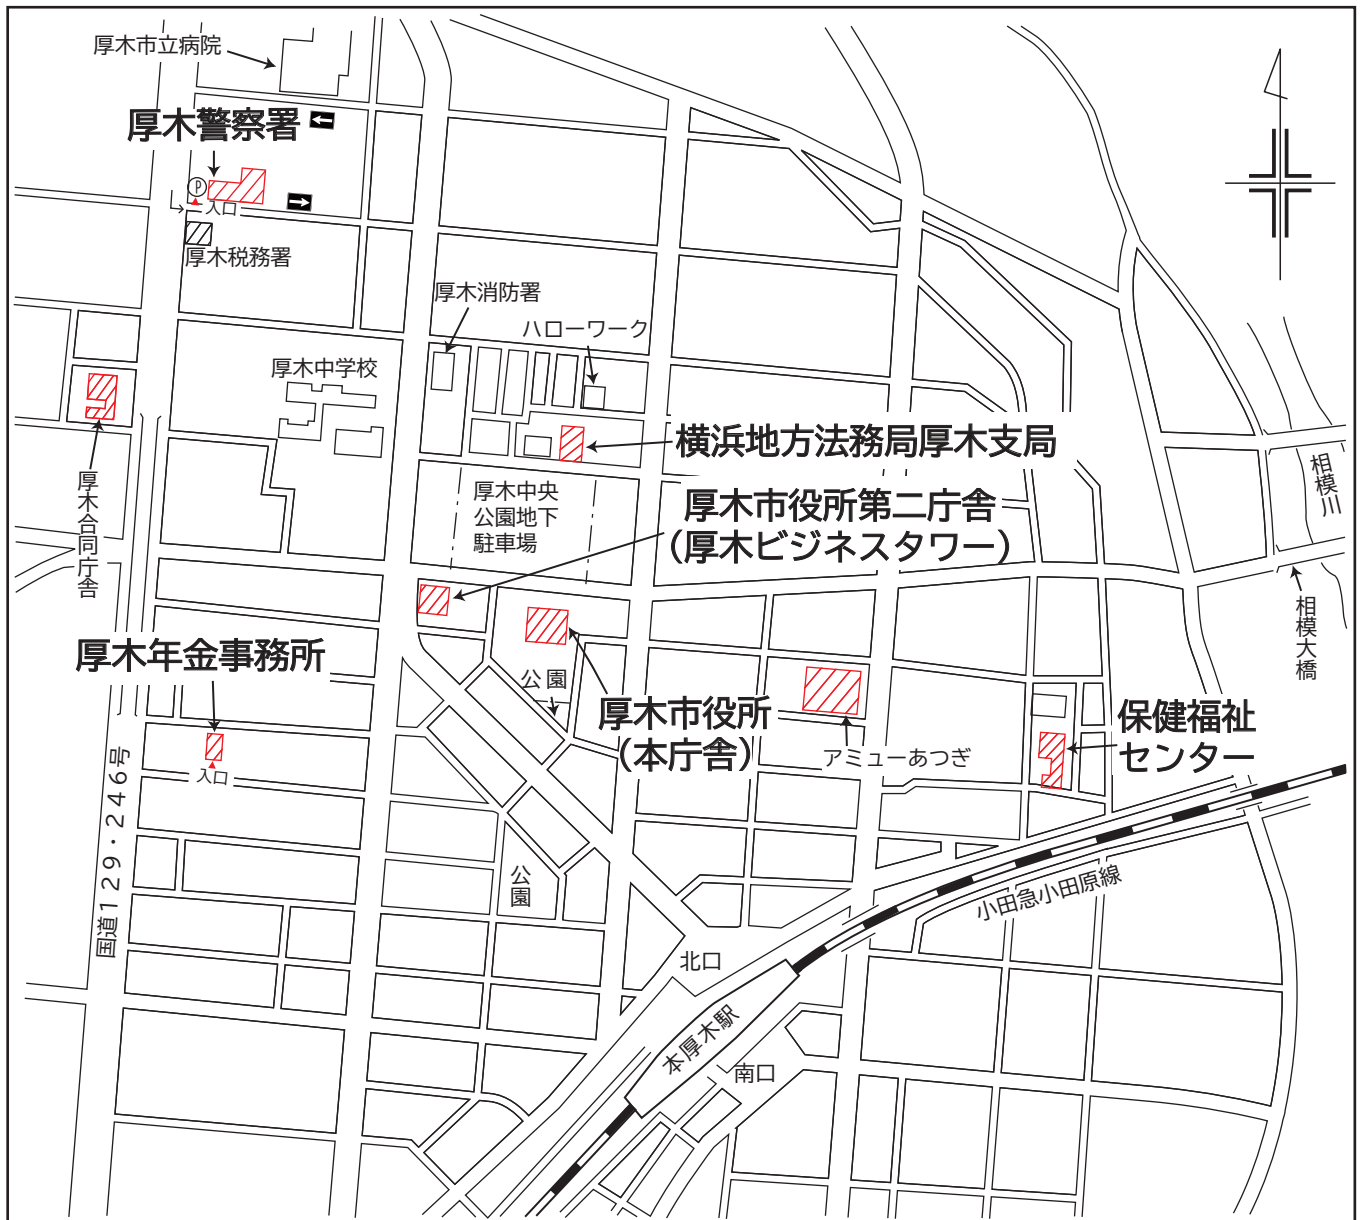 厚木市立病院
厚木警察署
P
入口
厚木税務署
厚木消防署
ハローワーク
厚木中学校
横浜地方法務局厚木支局
相模川
厚木合同庁舎
厚木中央
公園地下
駐車場
厚木市役所第二庁舎
（厚木ビジネスタワー）
相模大橋
厚木年金事務所
入口
公園
厚木市役所
（本庁舎）
アミューあつぎ
保健福祉
センター
国道129・246号
公園
小田急小田原線
北口
本厚木駅
南口